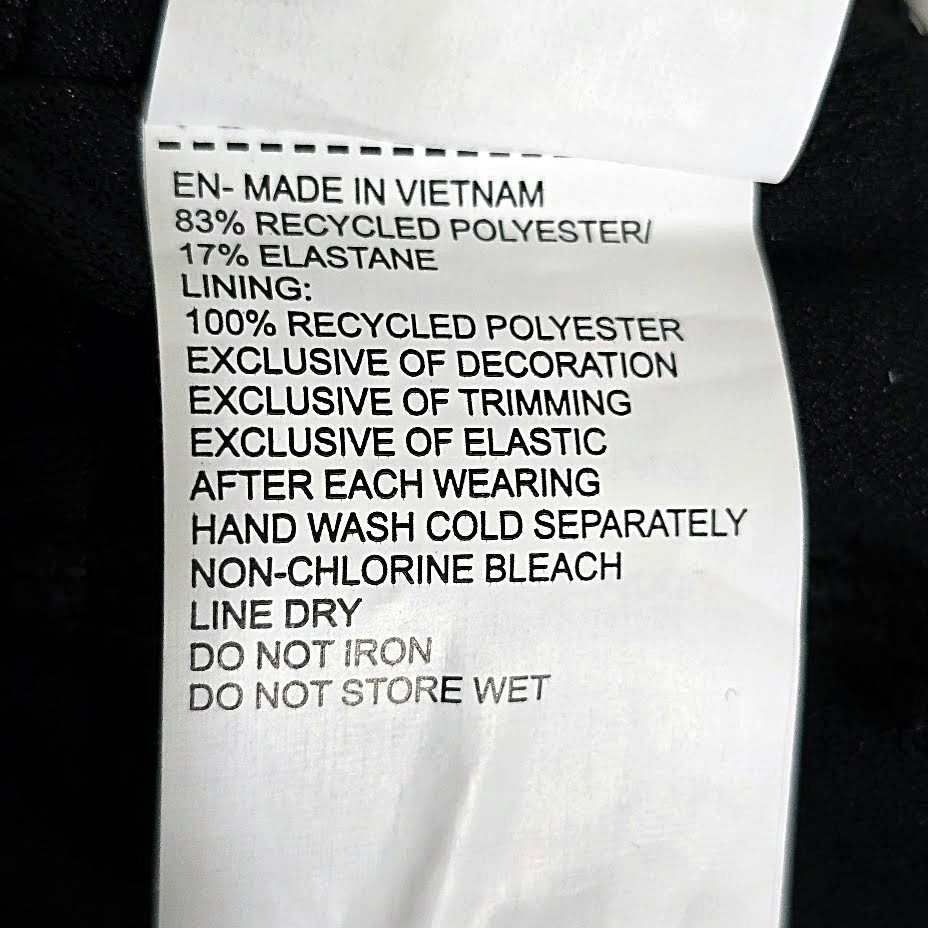 EN- MADE IN VIETNAM
83% RECYCLED POLYESTER/
17% ELASTANE
LINING:
100% RECYCLED POLYESTER
EXCLUSIVE OF DECORATION
EXCLUSIVE OF TRIMMING
EXCLUSIVE OF ELASTIC
AFTER EACH WEARING
HAND WASH COLD SEPARATELY
NON-CHLORINE BLEACH
LINE DRY
DO NOT IRON
DO NOT STORE WET